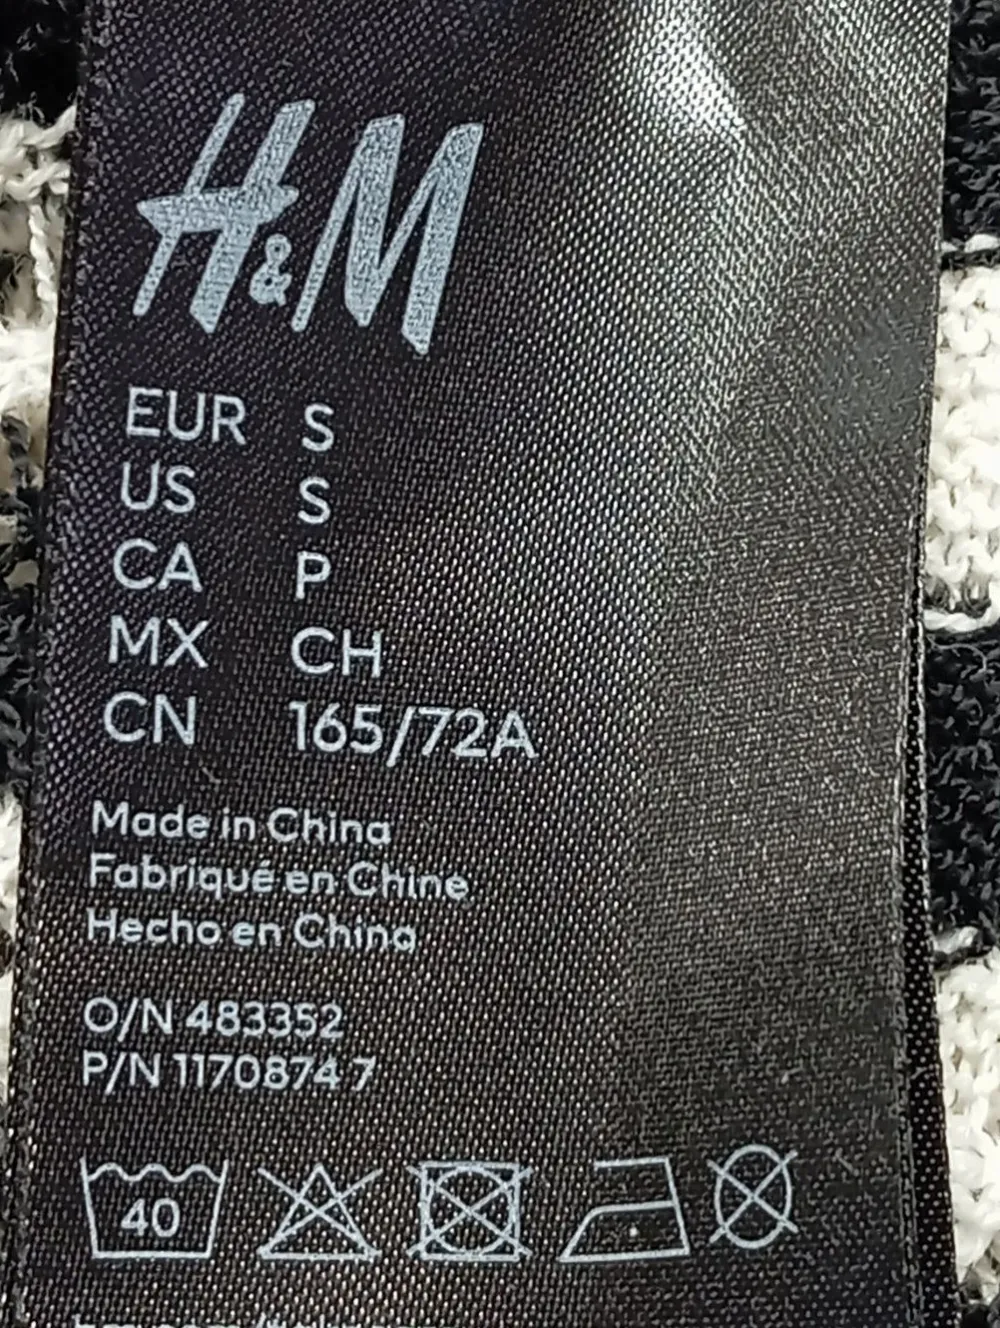 H&M
EUR S
US S
CA P
MX CH
CN 165/72A
Made in China
Fabriqué en Chine
Hecho en China
O/N 483352
P/N 1170874 7
40